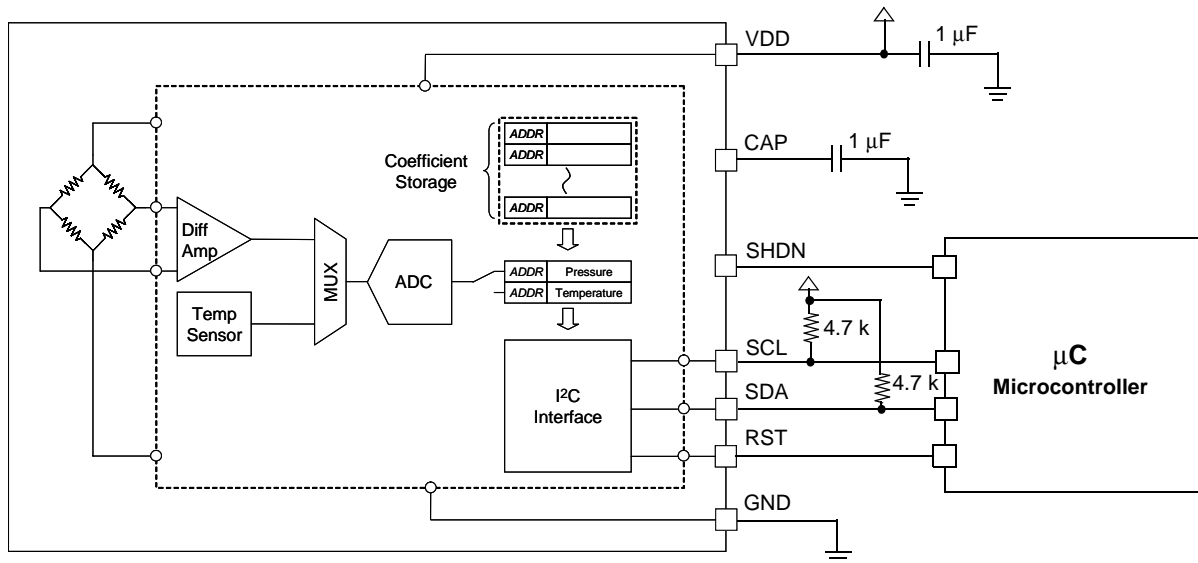 VDD
1 μF
CAP
1 μF
Coefficient
Storage
ADDR
ADDR
ADDR
Diff
Amp
MUX
ADC
ADDR Pressure
ADDR Temperature
Temp
Sensor
I²C
Interface
SHDN
4.7 k
SCL
4.7 k
SDA
RST
GND
μC
Microcontroller